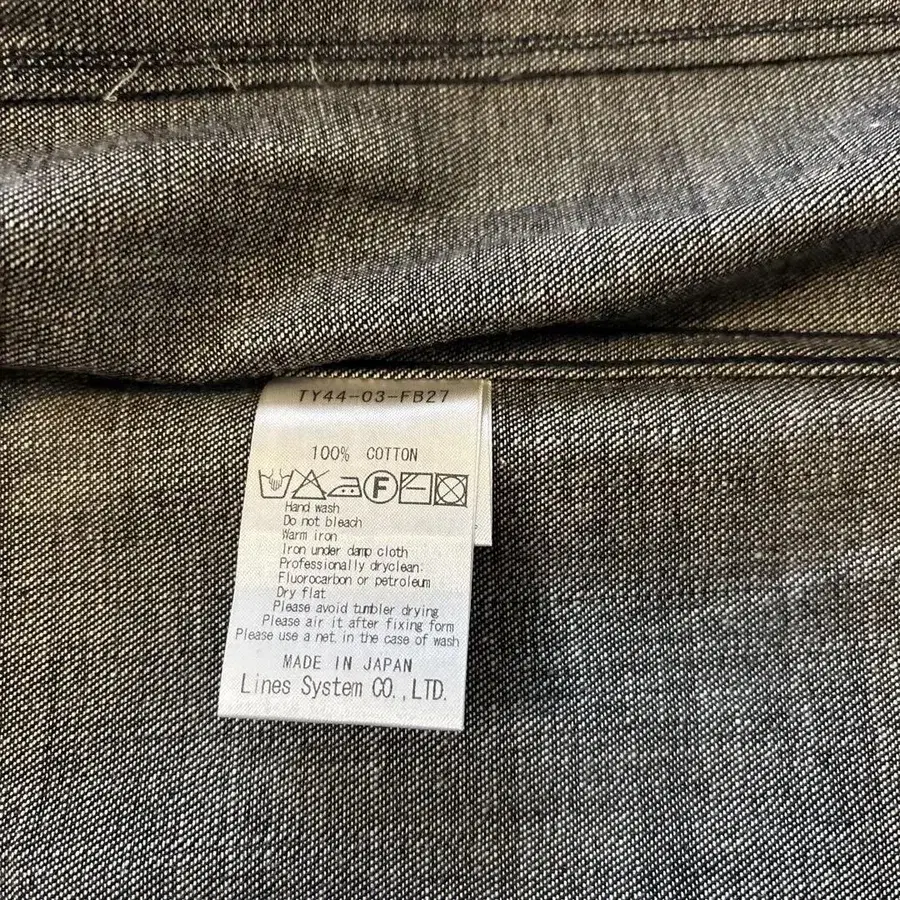 TY44-03-FB27
100% COTTON
F
Hand wash
Do not bleach
Warm iron
Iron under damp cloth
Professionally dryclean:
Fluorocarbon or petroleum
Dry flat
Please avoid tumbler drying
Please air it after fixing form
Please use a net in the case of wash
MADE IN JAPAN
Lines System CO.,LTD.